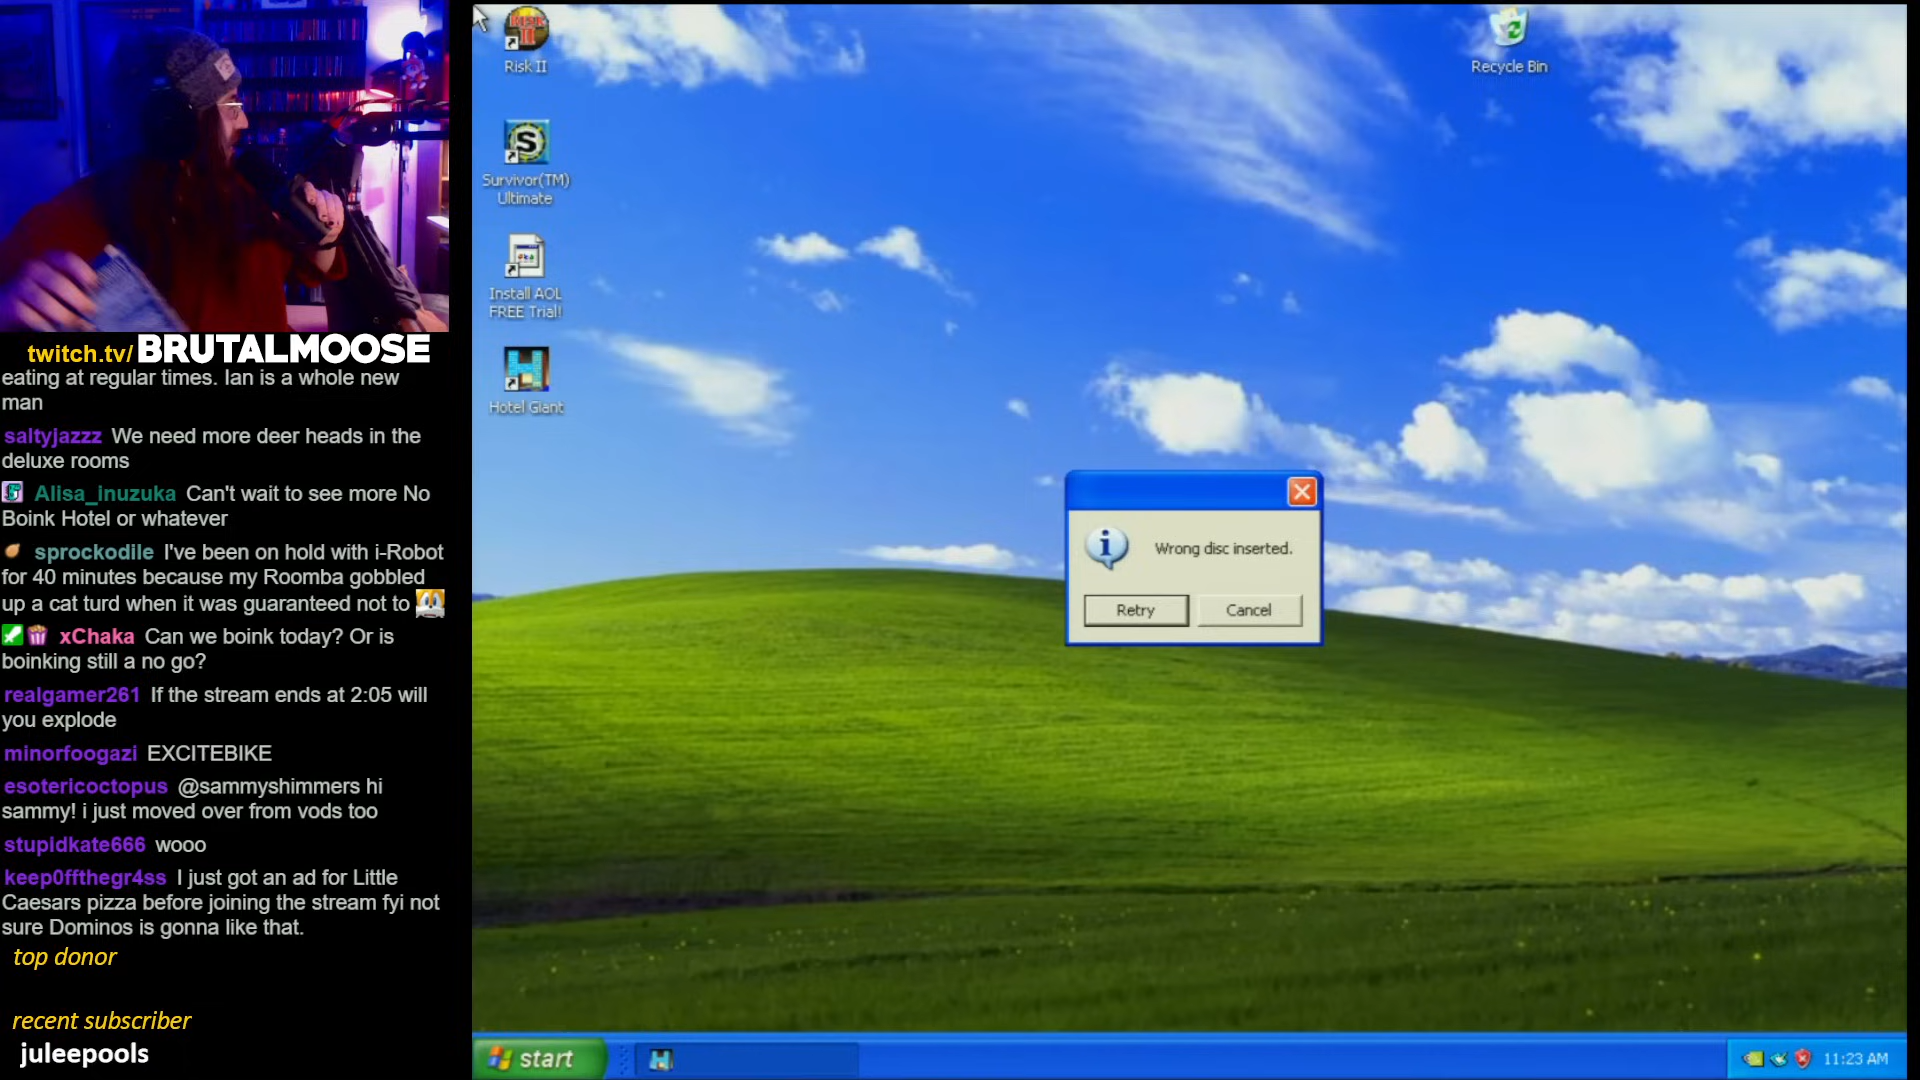 twitch.tv/BRUTALMOOSE
eating at regular times. Ian is a whole new
man
saltyjazzz We need more deer heads in the
deluxe rooms
Alisa_inuzuka Can't wait to see more No
Boink Hotel or whatever
sprockodile I've been on hold with i-Robot
for 40 minutes because my Roomba gobbled
up a cat turd when it was guaranteed not to
xChaka Can we boink today? Or is
boinking still a no go?
realgamer261 If the stream ends at 2:05 will
you explode
minorfoogazi EXCITEBIKE
esotericoctopus @sammyshimmers hi
sammy! i just moved over from vods too
stupidkate666 wooo
keep0ffthegr4ss I just got an ad for Little
Caesars pizza before joining the stream fyi not
sure Dominos is gonna like that.
top donor
recent subscriber
juleepools
RISK
II
Risk II
S
Survivor(TM)
Ultimate
Install AOL
FREE Trial!
H
Hotel Giant
Recycle Bin
Wrong disc inserted.
Retry
Cancel
start
H
11:23 AM